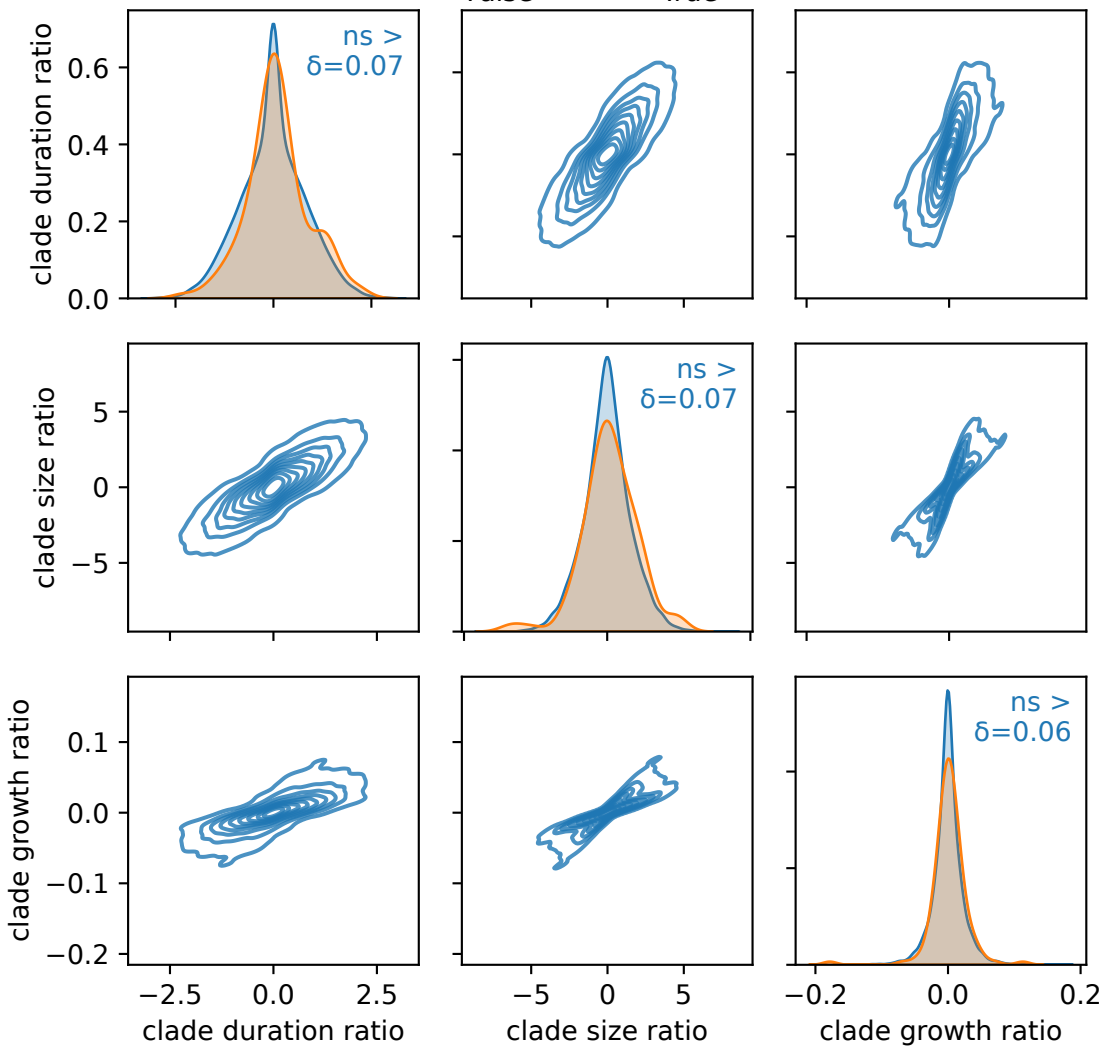 ns >
δ=0.07
clade duration ratio
0.6
0.4
0.2
0.0
ns >
δ=0.07
clade size ratio
5
0
−5
ns >
δ=0.06
clade growth ratio
0.1
0.0
−0.1
−0.2
−2.5 0.0 2.5 −5 0 5 −0.2 0.0 0.2
clade duration ratio clade size ratio clade growth ratio